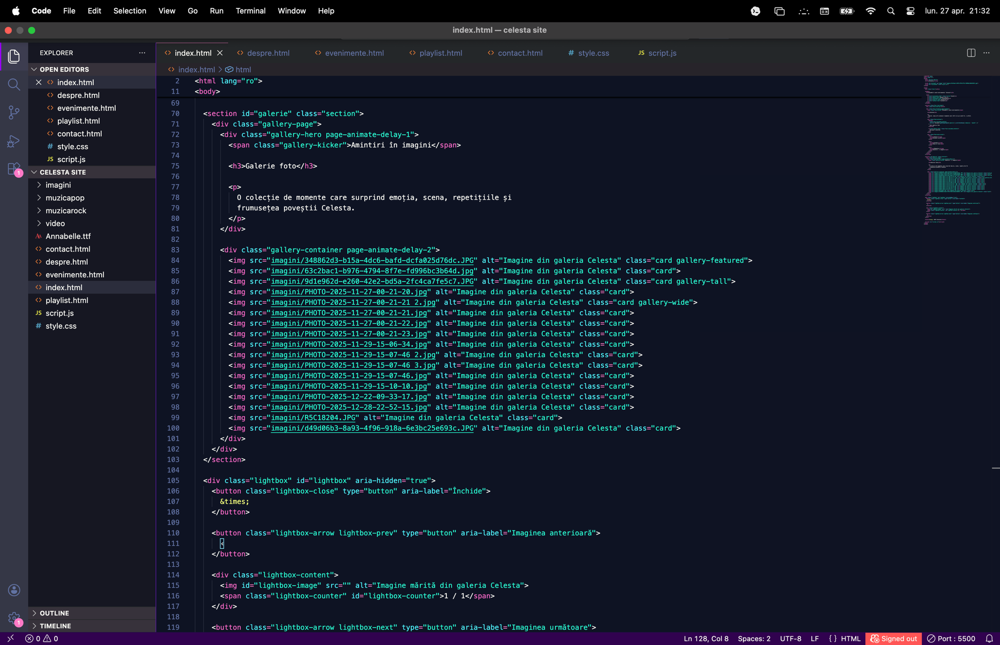 Code File Edit Selection View Go Run Terminal Window Help lun. 27 apr. 21:32
index.html — celesta site
EXPLORER
OPEN EDITORS
index.html
despre.html
evenimente.html
playlist.html
contact.html
# style.css
JS script.js
CELESTA SITE
imagini
muzicapop
muzicarock
video
Annabelle.ttf
contact.html
despre.html
evenimente.html
index.html
playlist.html
JS script.js
# style.css
OUTLINE
TIMELINE
index.html despre.html evenimente.html playlist.html contact.html # style.css JS script.js
index.html > html
2 <html lang="ro">
11 <body>
69
70 <section id="galerie" class="section">
71 <div class="gallery-page">
72 <div class="gallery-hero page-animate-delay-1">
73 <span class="gallery-kicker">Amintiri în imagini</span>
74
75 <h3>Galerie foto</h3>
76
77 <p>
78 O colecție de momente care surprind emoția, scena, repetițiile și
79 frumusețea poveștii Celesta.
80 </p>
81 </div>
82
83 <div class="gallery-container page-animate-delay-2">
84 <img src="imagini/348862d3-b15a-4dc6-bafd-dcfa025d76dc.JPG" alt="Imagine din galeria Celesta" class="card gallery-featured">
85 <img src="imagini/63c2bac1-b976-4794-8f7e-fd996bc3b64d.jpg" alt="Imagine din galeria Celesta" class="card">
86 <img src="imagini/9d1e962d-e260-42e2-bd5a-2fc4ca7fe5c7.JPG" alt="Imagine din galeria Celesta" class="card gallery-tall">
87 <img src="imagini/PHOTO-2025-11-27-00-21-20.jpg" alt="Imagine din galeria Celesta" class="card">
88 <img src="imagini/PHOTO-2025-11-27-00-21-21 2.jpg" alt="Imagine din galeria Celesta" class="card gallery-wide">
89 <img src="imagini/PHOTO-2025-11-27-00-21-21.jpg" alt="Imagine din galeria Celesta" class="card">
90 <img src="imagini/PHOTO-2025-11-27-00-21-22.jpg" alt="Imagine din galeria Celesta" class="card">
91 <img src="imagini/PHOTO-2025-11-27-00-21-23.jpg" alt="Imagine din galeria Celesta" class="card">
92 <img src="imagini/PHOTO-2025-11-29-15-06-34.jpg" alt="Imagine din galeria Celesta" class="card">
93 <img src="imagini/PHOTO-2025-11-29-15-07-46 2.jpg" alt="Imagine din galeria Celesta" class="card">
94 <img src="imagini/PHOTO-2025-11-29-15-07-46 3.jpg" alt="Imagine din galeria Celesta" class="card">
95 <img src="imagini/PHOTO-2025-11-29-15-07-46.jpg" alt="Imagine din galeria Celesta" class="card">
96 <img src="imagini/PHOTO-2025-11-29-15-10-10.jpg" alt="Imagine din galeria Celesta" class="card">
97 <img src="imagini/PHOTO-2025-12-22-09-33-17.jpg" alt="Imagine din galeria Celesta" class="card">
98 <img src="imagini/PHOTO-2025-12-28-22-52-15.jpg" alt="Imagine din galeria Celesta" class="card">
99 <img src="imagini/R5C18204.JPG" alt="Imagine din galeria Celesta" class="card">
100 <img src="imagini/d49d06b3-8a93-4f96-918a-6e3bc25e693c.JPG" alt="Imagine din galeria Celesta" class="card">
101 </div>
102 </div>
103 </section>
104
105 <div class="lightbox" id="lightbox" aria-hidden="true">
106 <button class="lightbox-close" type="button" aria-label="Închide">
107 &times;
108 </button>
109
110 <button class="lightbox-arrow lightbox-prev" type="button" aria-label="Imaginea anterioară">
111 ‹
112 </button>
113
114 <div class="lightbox-content">
115 <img id="lightbox-image" src="" alt="Imagine mărită din galeria Celesta">
116 <span class="lightbox-counter" id="lightbox-counter">1 / 1</span>
117 </div>
118
119 <button class="lightbox-arrow lightbox-next" type="button" aria-label="Imaginea următoare">
0 0 Ln 128, Col 8 Spaces: 2 UTF-8 LF {} HTML Signed out Port : 5500